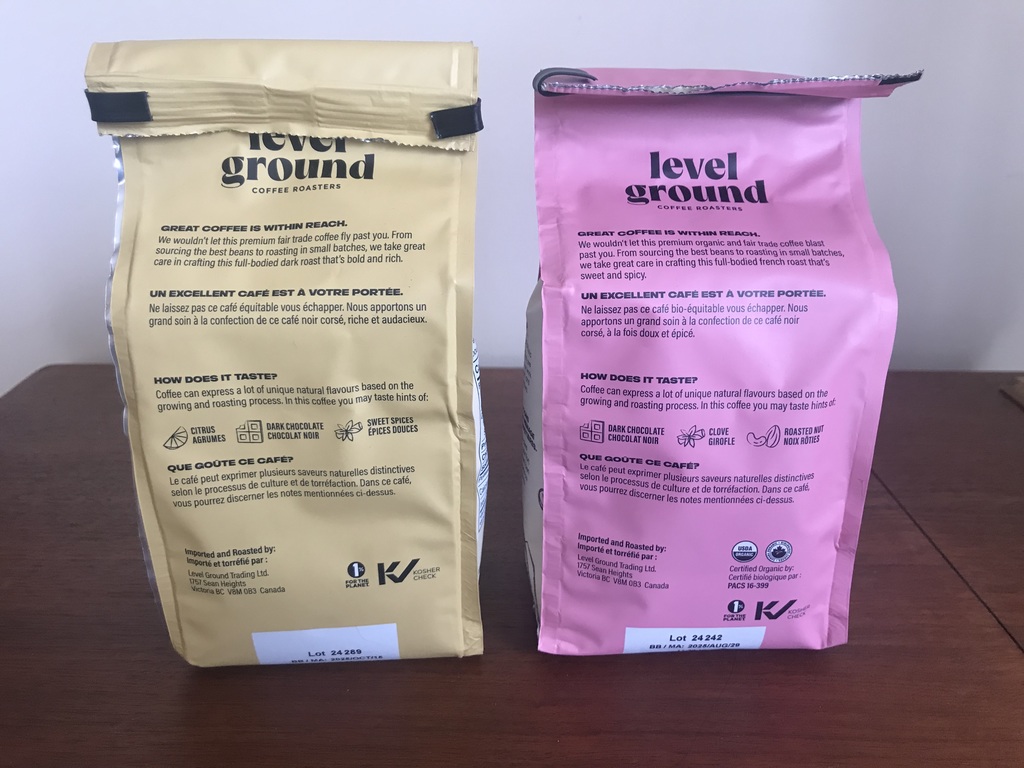 level
ground
COFFEE ROASTERS
GREAT COFFEE IS WITHIN REACH.
We wouldn't let this premium fair trade coffee fly past you. From
sourcing the best beans to roasting in small batches, we take great
care in crafting this full-bodied dark roast that's bold and rich.
UN EXCELLENT CAFÉ EST À VOTRE PORTÉE.
Ne laissez pas ce café équitable vous échapper. Nous apportons un
grand soin à la confection de ce café noir corsé, riche et audacieux.
HOW DOES IT TASTE?
Coffee can express a lot of unique natural flavours based on the
growing and roasting process. In this coffee you may taste hints of:
CITRUS
AGRUMES
DARK CHOCOLATE
CHOCOLAT NOIR
SWEET SPICES
ÉPICES DOUCES
QUE GOÛTE CE CAFÉ?
Le café peut exprimer plusieurs saveurs naturelles distinctives
selon le processus de culture et de torréfaction. Dans ce café,
vous pourrez discerner les notes mentionnées ci-dessus.
Imported and Roasted by:
Importé et torréfié par :
Level Ground Trading Ltd.
1757 Sean Heights
Victoria BC V8M 0B3 Canada
1%
FOR THE
PLANET
KOSHER
CHECK
Lot 24 289
BB / MA:
level
ground
COFFEE ROASTERS
GREAT COFFEE IS WITHIN REACH.
We wouldn't let this premium organic and fair trade coffee blast
past you. From sourcing the best beans to roasting in small batches,
we take great care in crafting this full-bodied french roast that's
sweet and spicy.
UN EXCELLENT CAFÉ EST À VOTRE PORTÉE.
Ne laissez pas ce café bio-équitable vous échapper. Nous
apportons un grand soin à la confection de ce café noir
corsé, à la fois doux et épicé.
HOW DOES IT TASTE?
Coffee can express a lot of unique natural flavours based on the
growing and roasting process. In this coffee you may taste hints of:
DARK CHOCOLATE
CHOCOLAT NOIR
CLOVE
GIROFLE
ROASTED NUT
NOIX RÔTIES
QUE GOÛTE CE CAFÉ?
Le café peut exprimer plusieurs saveurs naturelles distinctives
selon le processus de culture et de torréfaction. Dans ce café,
vous pourrez discerner les notes mentionnées ci-dessus.
Imported and Roasted by:
Importé et torréfié par :
Level Ground Trading Ltd.
1757 Sean Heights
Victoria BC V8M 0B3 Canada
USDA
ORGANIC
Certified Organic by:
Certifié biologique par :
PACS 16-399
1%
FOR THE
PLANET
KOSHER
CHECK
Lot 24 242
BB / MA: 2025/AUG/29